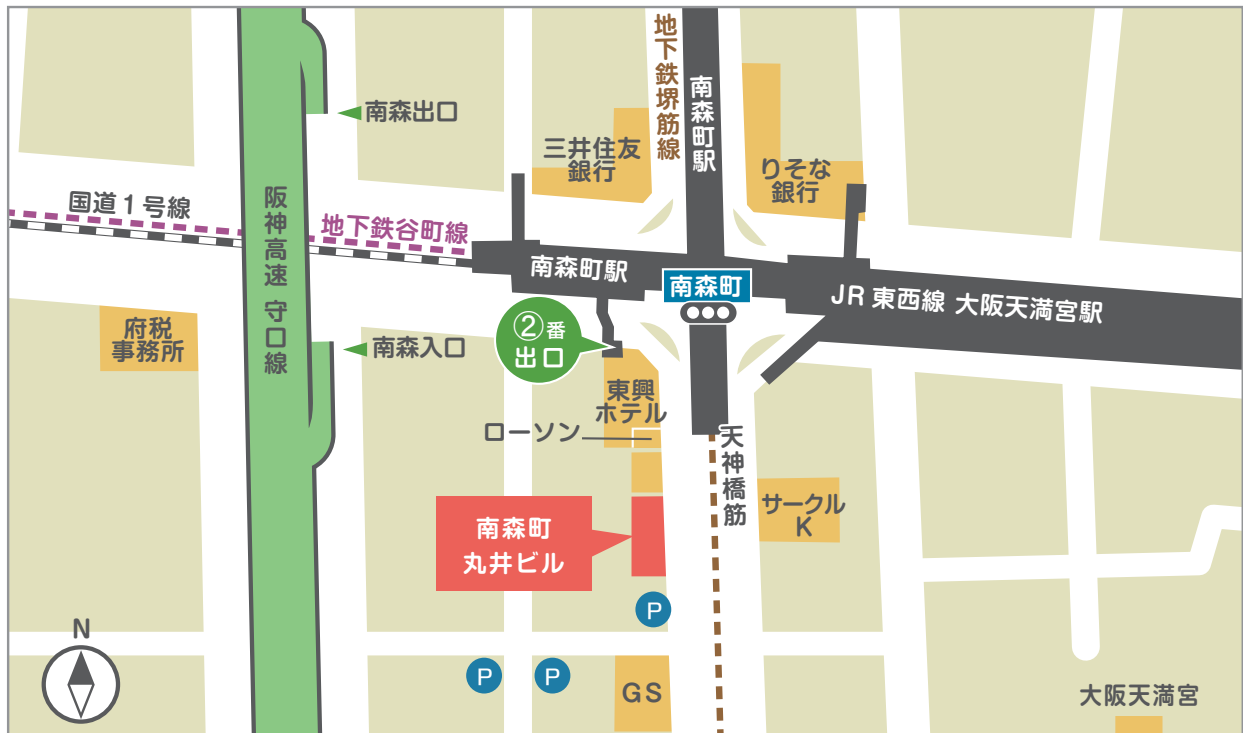 地下鉄堺筋線
南森町駅
南森出口
三井住友
銀行
りそな
銀行
国道1号線
地下鉄谷町線
阪神高速 守口線
南森町駅
南森町
JR 東西線 大阪天満宮駅
府税
事務所
南森入口
②番
出口
東興
ホテル
ローソン
天神橋筋
サークル
K
南森町
丸井ビル
P
N
P
P
GS
大阪天満宮